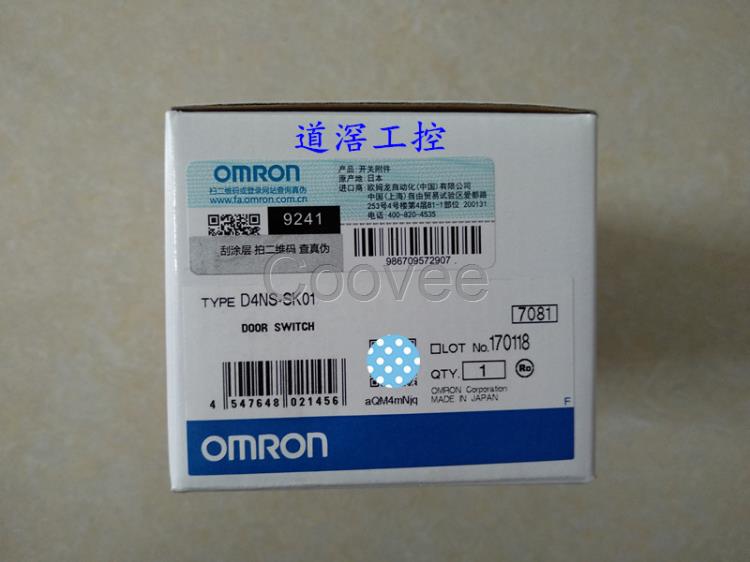 道滘工控
OMRON
扫二维码或登录网站查询真伪
www.fa.omron.com.cn
9241
刮涂层 扫二维码 查真伪
产品: 开关附件
原产地: 日本
进口商: 欧姆龙自动化(中国)有限公司
中国(上海)自由贸易试验区爱都路
253号4号楼第4层B1-1部位 200131
电话: 400-820-4535
986709572907
Coovee
TYPE D4NS-SK01
DOOR SWITCH
7081
LOT No. 170118
QTY. 1
OMRON Corporation
MADE IN JAPAN
4 547648 021456
aQM4mNjq
F
OMRON